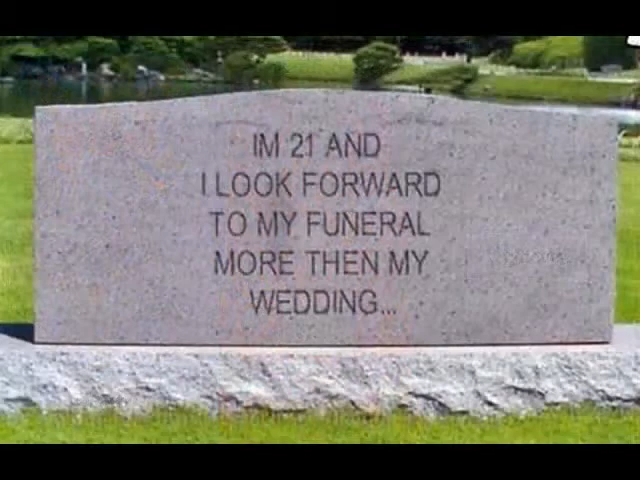 IM 21 AND
I LOOK FORWARD
TO MY FUNERAL
MORE THEN MY
WEDDING...